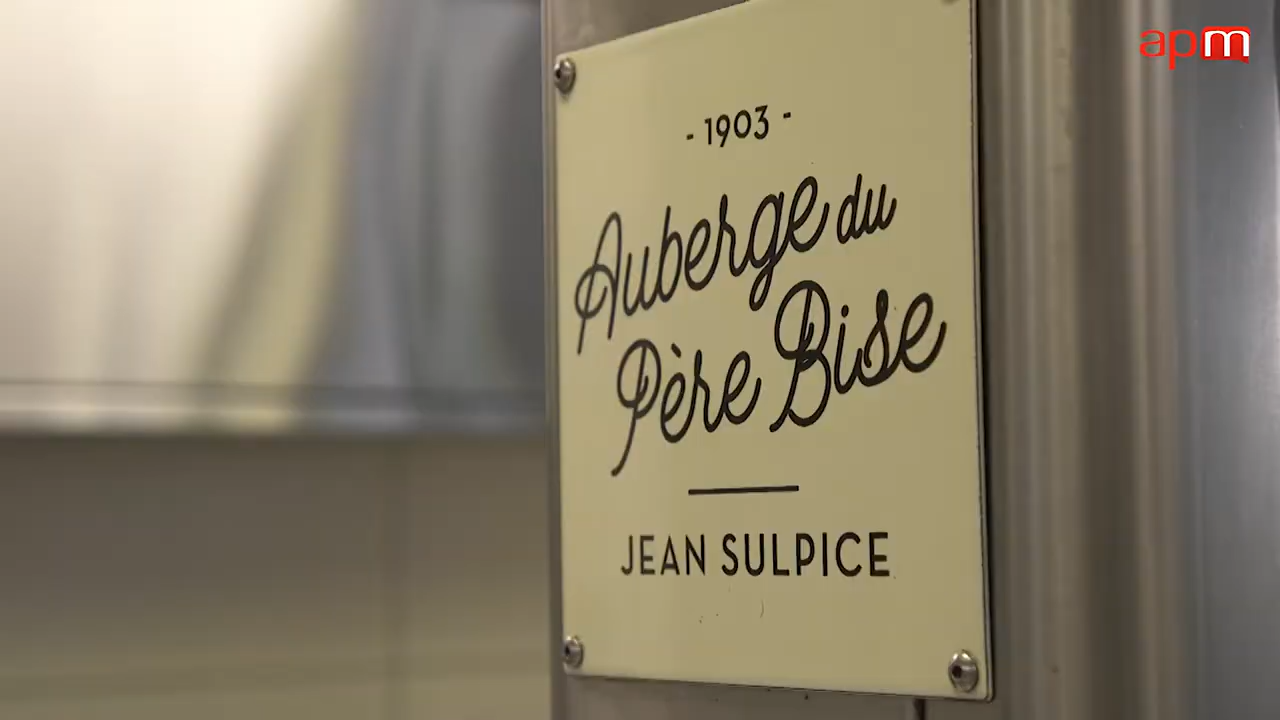 apm
- 1903 -
Auberge du
Père Bise
JEAN SULPICE